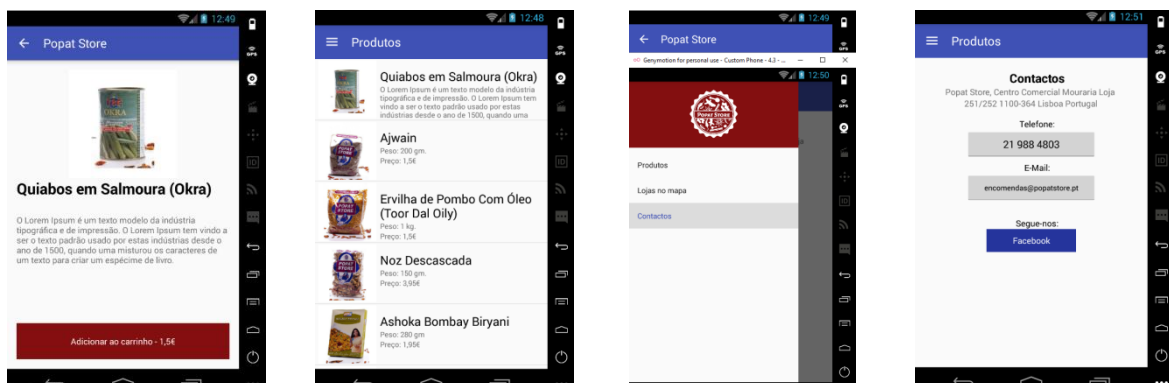 12:49
Popat Store
OKRA
Quiabos em Salmoura (Okra)
O Lorem Ipsum é um texto modelo da indústria
tipográfica e de impressão. O Lorem Ipsum tem vindo a
ser o texto padrão usado por estas indústrias desde o
ano de 1500, quando uma misturou os caracteres de
um texto para criar um espécime de livro.
Adicionar ao carrinho - 1,5€
GPS
ID
12:48
Produtos
Quiabos em Salmoura (Okra)
O Lorem Ipsum é um texto modelo da indústria
tipográfica e de impressão. O Lorem Ipsum tem
vindo a ser o texto padrão usado por estas
indústrias desde o ano de 1500, quando uma
Ajwain
Peso: 200 gm.
Preço: 1,5€
Ervilha de Pombo Com Óleo
(Toor Dal Oily)
Peso: 1 kg.
Preço: 1,5€
Noz Descascada
Peso: 150 gm.
Preço: 3,95€
Ashoka Bombay Biryani
Peso: 280 gm
Preço: 1,95€
GPS
ID
12:49
Popat Store
Genymotion for personal use - Custom Phone - 4.3 - ...
12:50
POPAT STORE
Produtos
Lojas no mapa
Contactos
GPS
ID
12:51
Produtos
Contactos
Popat Store, Centro Comercial Mouraria Loja
251/252 1100-364 Lisboa Portugal
Telefone:
21 988 4803
E-Mail:
encomendas@popatstore.pt
Segue-nos:
Facebook
GPS
ID